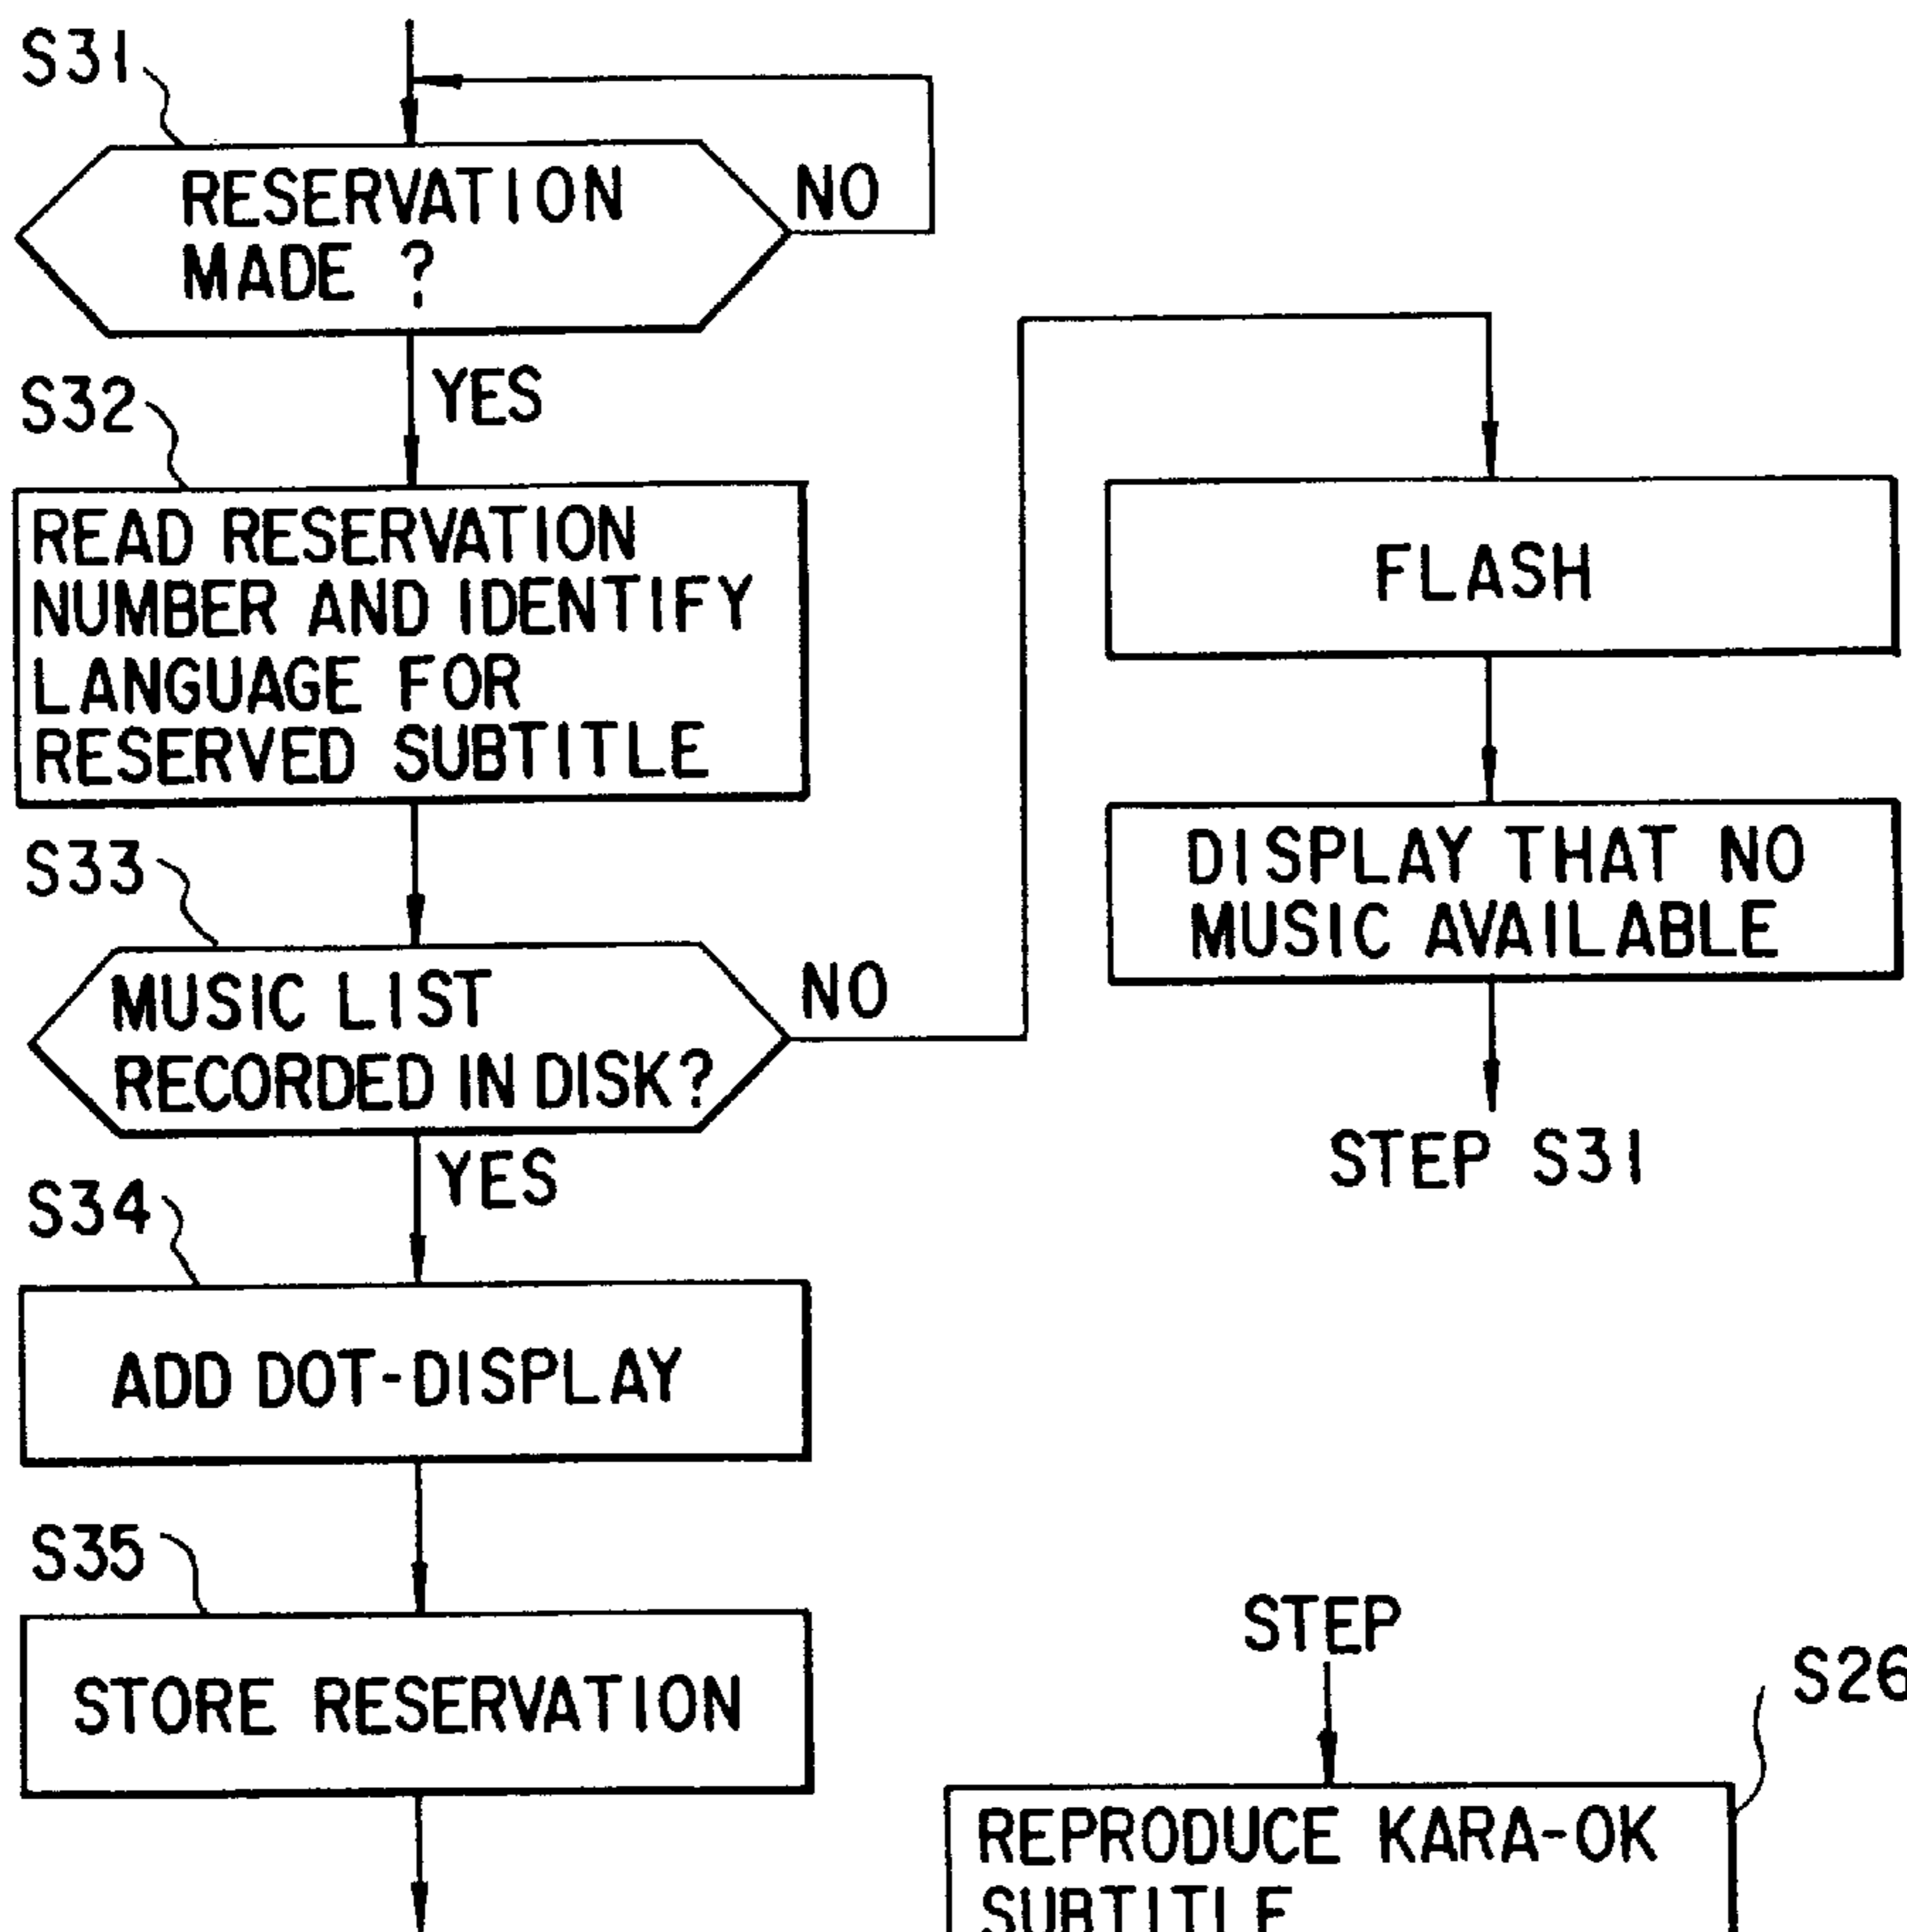 S31
RESERVATION
MADE ?
NO
YES
S32
READ RESERVATION
NUMBER AND IDENTIFY
LANGUAGE FOR
RESERVED SUBTITLE
S33
MUSIC LIST
RECORDED IN DISK?
NO
YES
S34
ADD DOT-DISPLAY
S35
STORE RESERVATION
FLASH
DISPLAY THAT NO
MUSIC AVAILABLE
STEP S31
STEP
S26
REPRODUCE KARA-OK
SUBTITLE